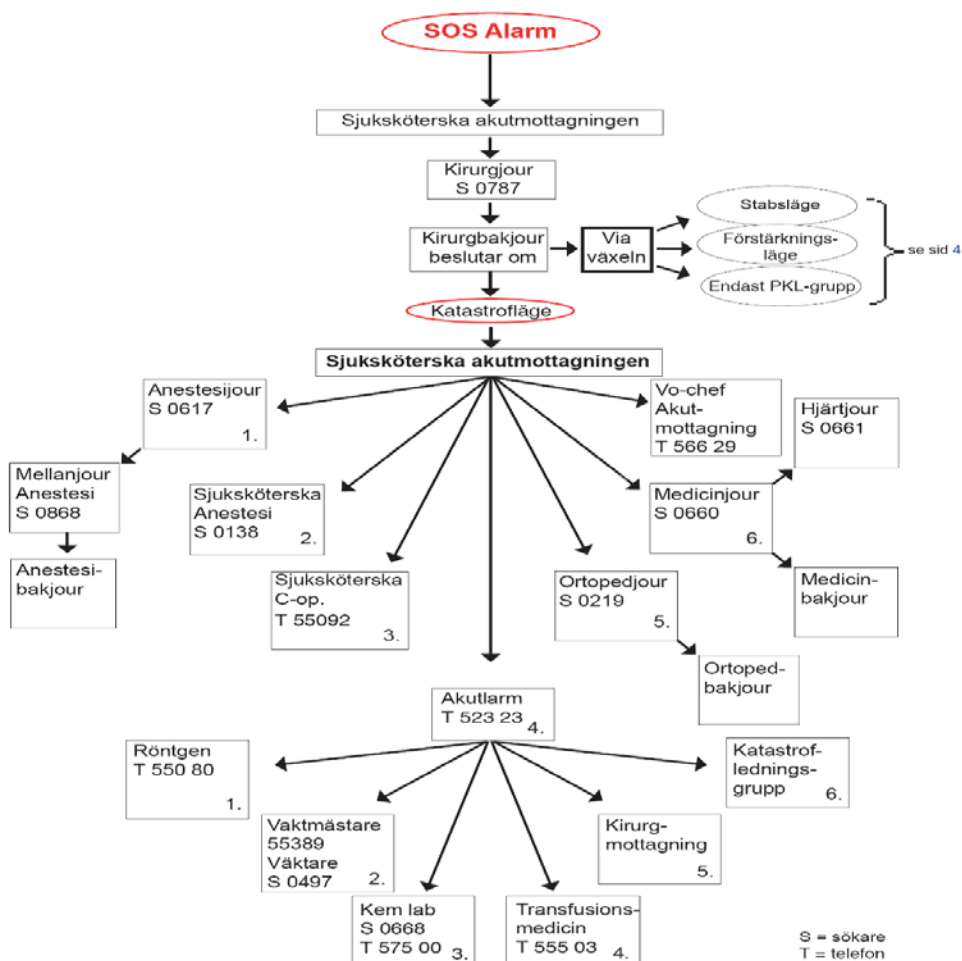 SOS Alarm
Sjuksköterska akutmottagningen
Kirurgjour
S 0787
Kirurgbakjour
beslutar om
Via
växeln
Stabsläge
Förstärknings-
läge
Endast PKL-grupp
se sid 4
Katastrofläge
Sjuksköterska akutmottagningen
Anestesijour
S 0617
1.
Mellanjour
Anestesi
S 0868
Anestesi-
bakjour
Sjuksköterska
Anestesi
S 0138
2.
Sjuksköterska
C-op.
T 55092
3.
Vo-chef
Akut-
mottagning
T 566 29
Hjärtjour
S 0661
Medicinjour
S 0660
6.
Medicin-
bakjour
Ortopedjour
S 0219
5.
Ortoped-
bakjour
Akutlarm
T 523 23
4.
Röntgen
T 550 80
1.
Vaktmästare
55389
Väktare
S 0497
2.
Kem lab
S 0668
T 575 00
3.
Transfusions-
medicin
T 555 03
4.
Kirurg-
mottagning
5.
Katastrof-
lednings-
grupp
6.
S = sökare
T = telefon